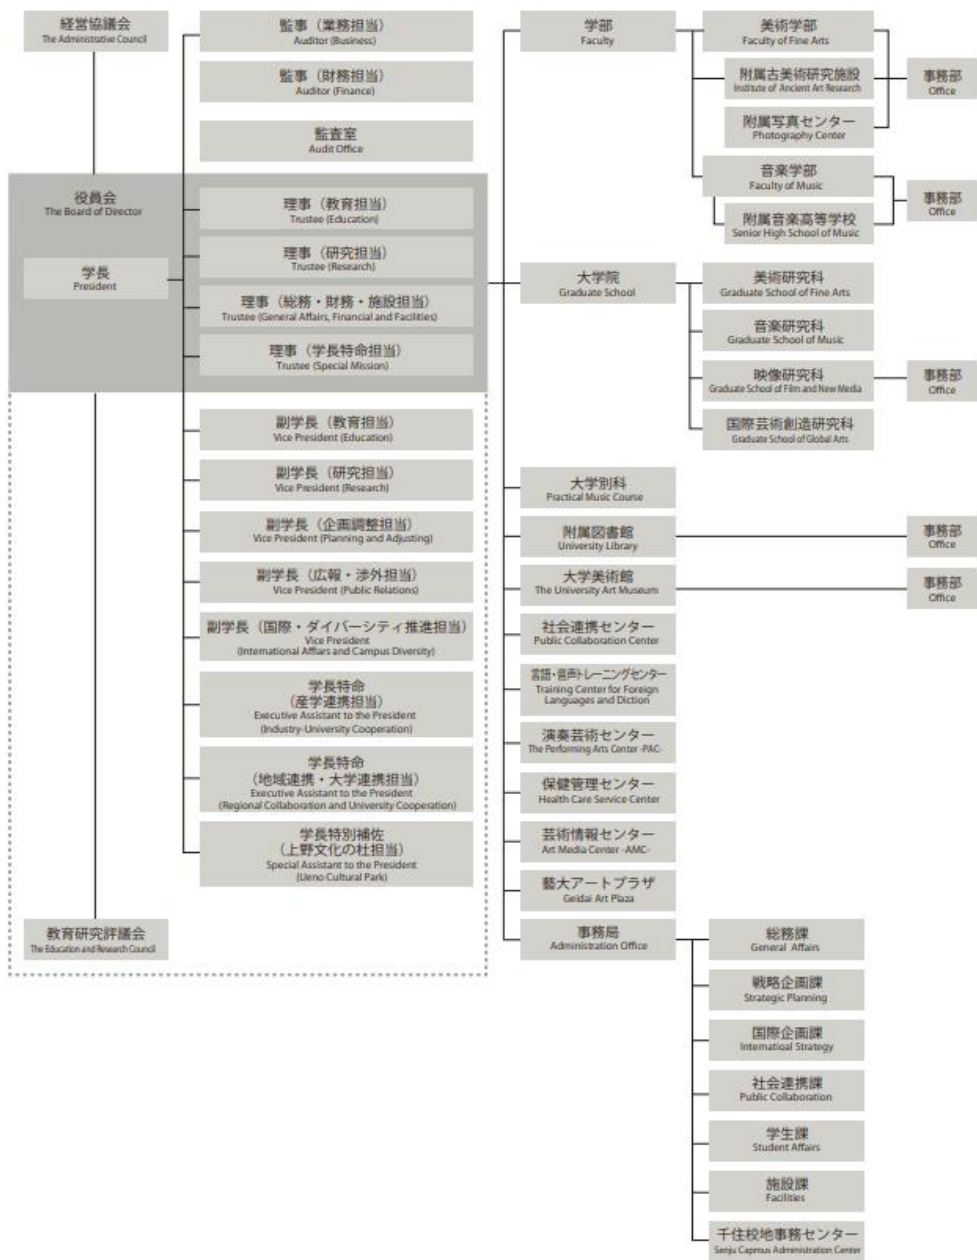 経営協議会
The Administrative Council
役員会
The Board of Director
学長
President
教育研究評議会
The Education and Research Council
監事（業務担当）
Auditor (Business)
監事（財務担当）
Auditor (Finance)
監査室
Audit Office
理事（教育担当）
Trustee (Education)
理事（研究担当）
Trustee (Research)
理事（総務・財務・施設担当）
Trustee (General Affairs, Financial and Facilities)
理事（学長特命担当）
Trustee (Special Mission)
副学長（教育担当）
Vice President (Education)
副学長（研究担当）
Vice President (Research)
副学長（企画調整担当）
Vice President (Planning and Adjusting)
副学長（広報・渉外担当）
Vice President (Public Relations)
副学長（国際・ダイバーシティ推進担当）
Vice President
(International Affiars and Campus Diversity)
学長特命
（産学連携担当）
Executive Assistant to the President
(Industry-University Cooperation)
学長特命
（地域連携・大学連携担当）
Executive Assistant to the President
(Regional Collaboration and University Cooperation)
学長特別補佐
（上野文化の杜担当）
Special Assistant to the President
(Ueno Cultural Park)
学部
Faculty
美術学部
Faculty of Fine Arts
附属古美術研究施設
Institute of Ancient Art Research
附属写真センター
Photography Center
事務部
Office
音楽学部
Faculty of Music
附属音楽高等学校
Senior High School of Music
事務部
Office
大学院
Graduate School
美術研究科
Graduate School of Fine Arts
音楽研究科
Graduate School of Music
映像研究科
Graduate School of Film and New Media
事務部
Office
国際芸術創造研究科
Graduate School of Global Arts
大学別科
Practical Music Course
附属図書館
University Library
事務部
Office
大学美術館
The University Art Museum
事務部
Office
社会連携センター
Public Collaboration Center
言語・音声トレーニングセンター
Training Center for Foreign
Languages and Diction
演奏芸術センター
The Performing Arts Center -PAC-
保健管理センター
Health Care Service Center
芸術情報センター
Art Media Center -AMC-
藝大アートプラザ
Geidai Art Plaza
事務局
Administration Office
総務課
General Affairs
戦略企画課
Strategic Planning
国際企画課
Internatioal Strategy
社会連携課
Public Collaboration
学生課
Student Affairs
施設課
Facilities
千住校地事務センター
Senju Capmus Administration Center